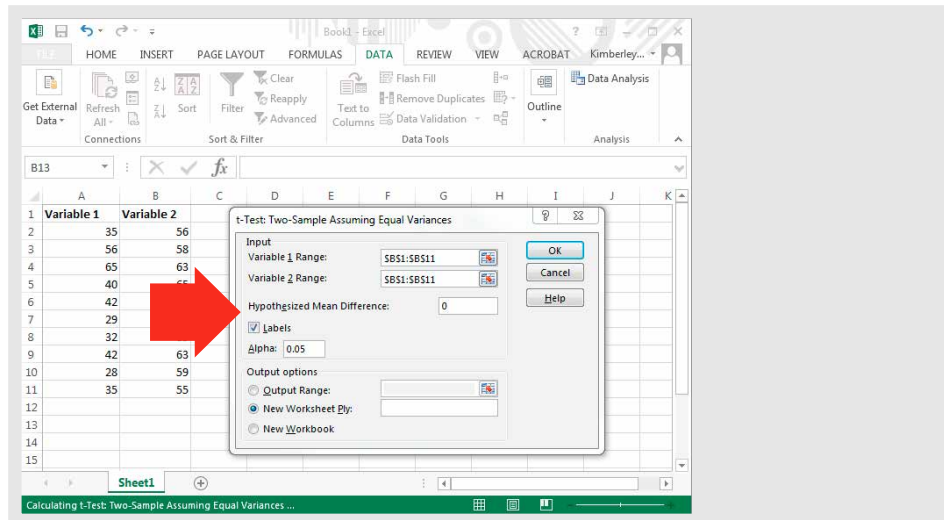 Book1 - Excel
FILE HOME INSERT PAGE LAYOUT FORMULAS DATA REVIEW VIEW ACROBAT Kimberley...
Get External Data
Refresh All
Connections
Sort
Filter
Clear
Reapply
Advanced
Sort & Filter
Text to Columns
Flash Fill
Remove Duplicates
Data Validation
Data Tools
Outline
Data Analysis
Analysis
B13 fx
A B C D E F G H I J K
1 Variable 1 Variable 2
2 35 56
3 56 58
4 65 63
5 40 65
6 42
7 29
8 32
9 42 63
10 28 59
11 35 55
12
13
14
15
t-Test: Two-Sample Assuming Equal Variances
Input
Variable 1 Range: $B$1:$B$11
Variable 2 Range: $B$1:$B$11
Hypothesized Mean Difference: 0
Labels
Alpha: 0.05
Output options
Output Range:
New Worksheet Ply:
New Workbook
OK
Cancel
Help
Sheet1
Calculating t-Test: Two-Sample Assuming Equal Variances ...